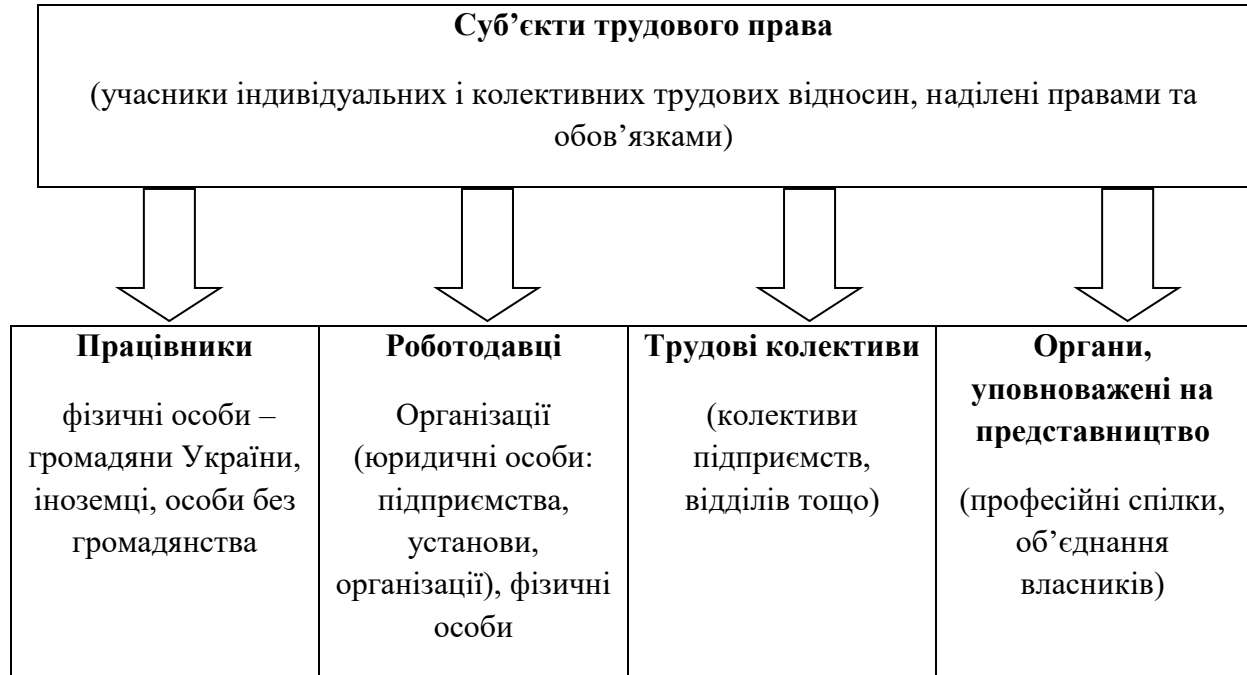 Суб’єкти трудового права
(учасники індивідуальних і колективних трудових відносин, наділені правами та
обов’язками)
Працівники
фізичні особи –
громадяни України,
іноземці, особи без
громадянства
Роботодавці
Організації
(юридичні особи:
підприємства,
установи,
організації), фізичні
особи
Трудові колективи
(колективи
підприємств,
відділів тощо)
Органи,
уповноважені на
представництво
(професійні спілки,
об’єднання
власників)